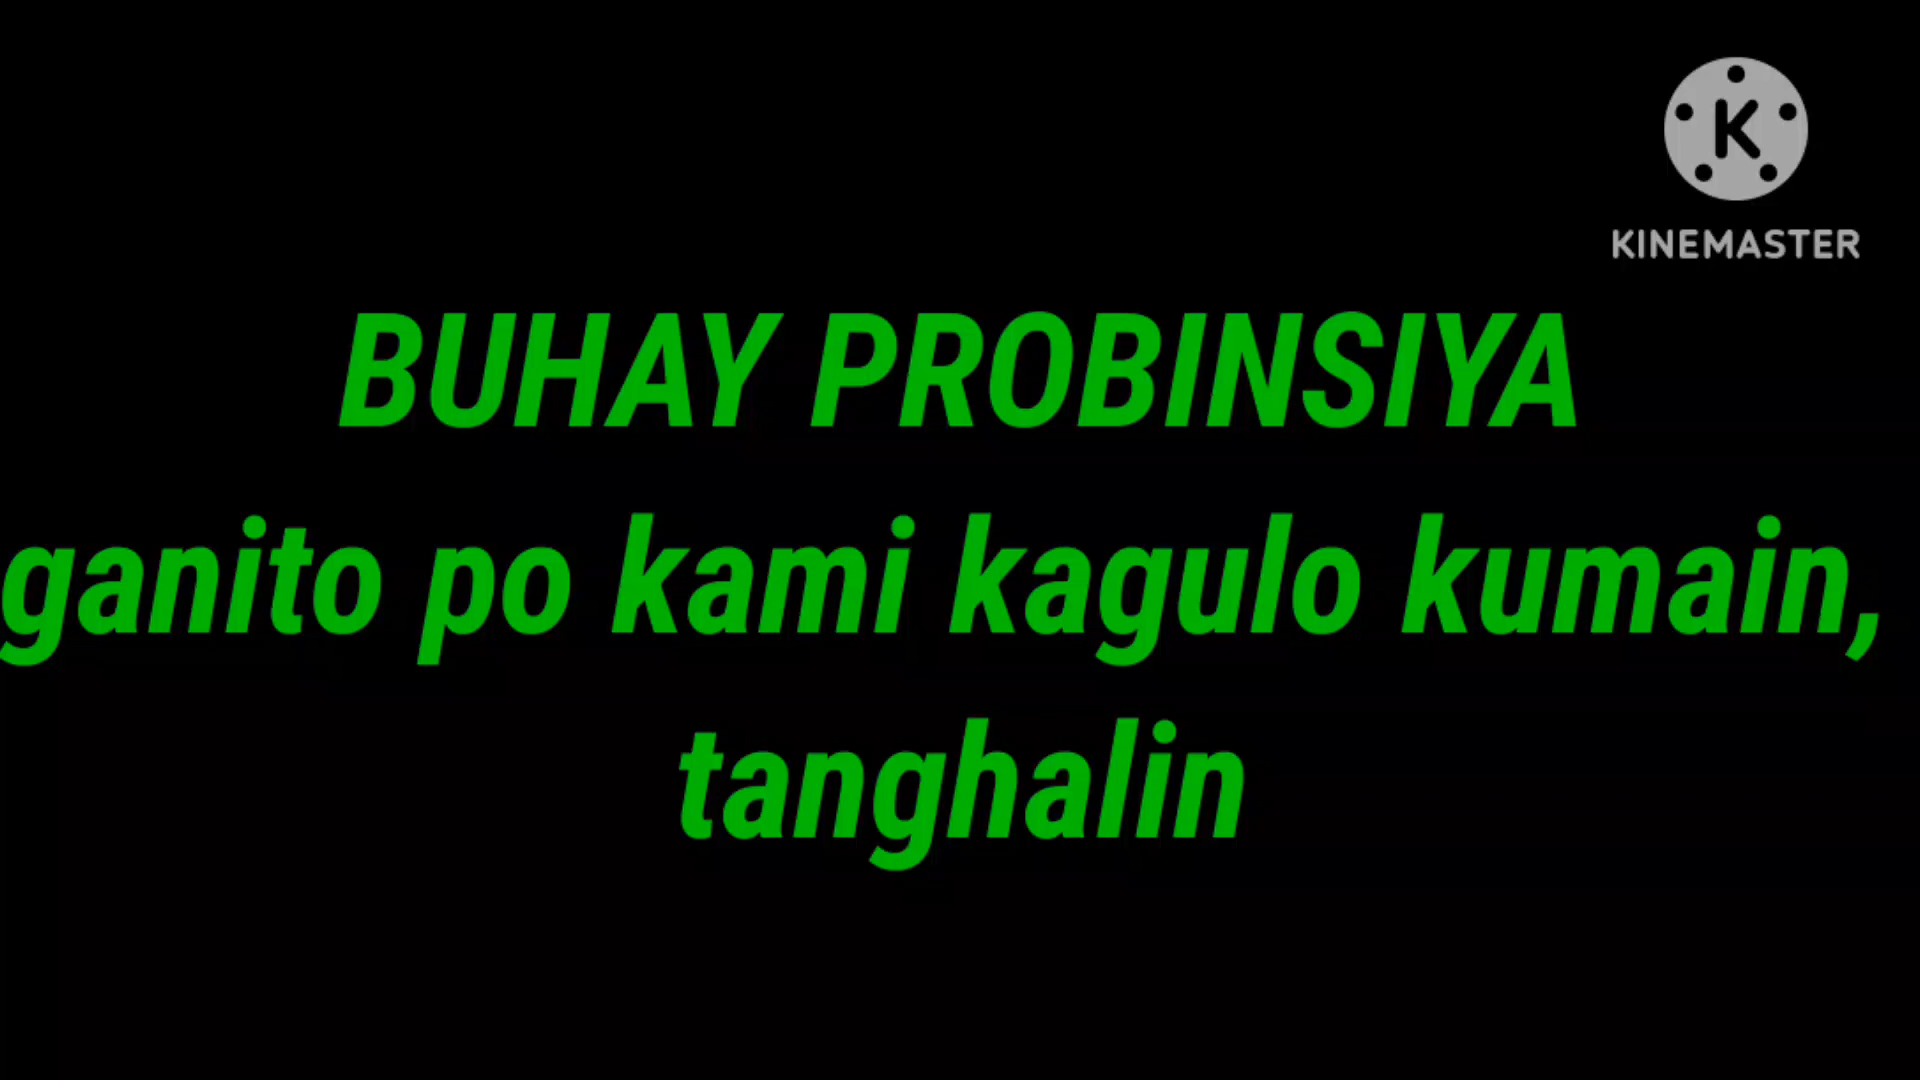 K
KINEMASTER
BUHAY PROBINSIYA
ganito po kami kagulo kumain,
tanghalin